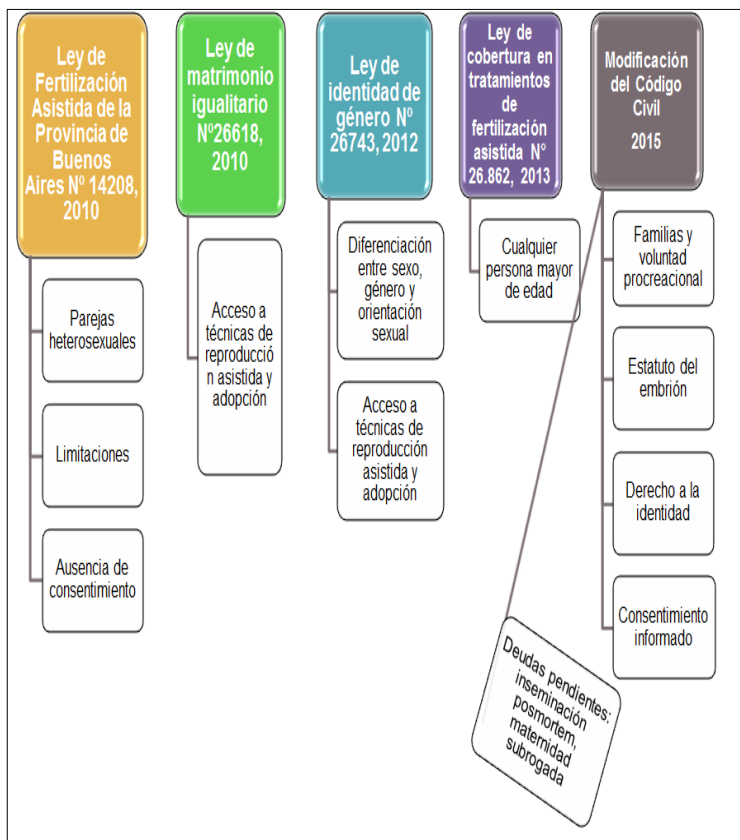 Ley de
Fertilización
Asistida de la
Provincia de
Buenos
Aires Nº 14208,
2010
Parejas
heterosexuales
Limitaciones
Ausencia de
consentimiento
Ley de
matrimonio
igualitario
Nº26618,
2010
Acceso a
técnicas de
reproducció
n asistida y
adopción
Ley de
identidad de
género Nº
26743, 2012
Diferenciación
entre sexo,
género y
orientación
sexual
Acceso a
técnicas de
reproducción
asistida y
adopción
Ley de
cobertura en
tratamientos
de
fertilización
asistida N°
26.862, 2013
Cualquier
persona mayor
de edad
Modificación
del Código
Civil
2015
Familias y
voluntad
procreacional
Estatuto del
embrión
Derecho a la
identidad
Consentimiento
informado
Deudas pendientes:
inseminación
posmortem,
maternidad
subrogada